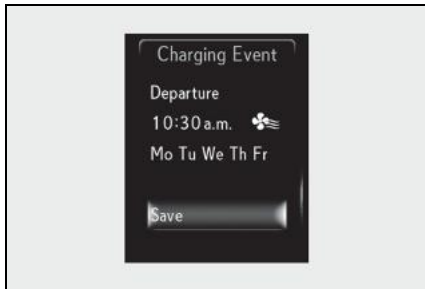 Charging Event
Departure
10:30 a.m.
Mo Tu We Th Fr
Save